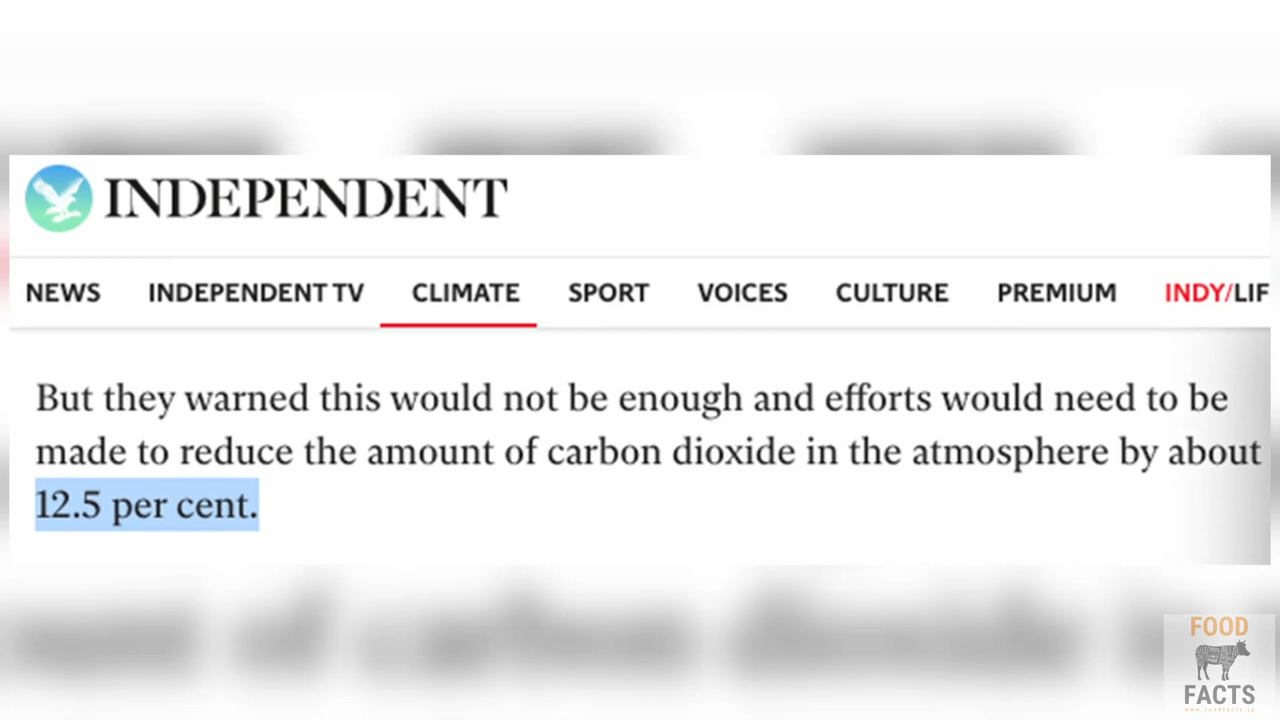 INDEPENDENT
NEWS INDEPENDENT TV CLIMATE SPORT VOICES CULTURE PREMIUM INDY/LIF
But they warned this would not be enough and efforts would need to be
made to reduce the amount of carbon dioxide in the atmosphere by about
12.5 per cent.
FOOD
FACTS